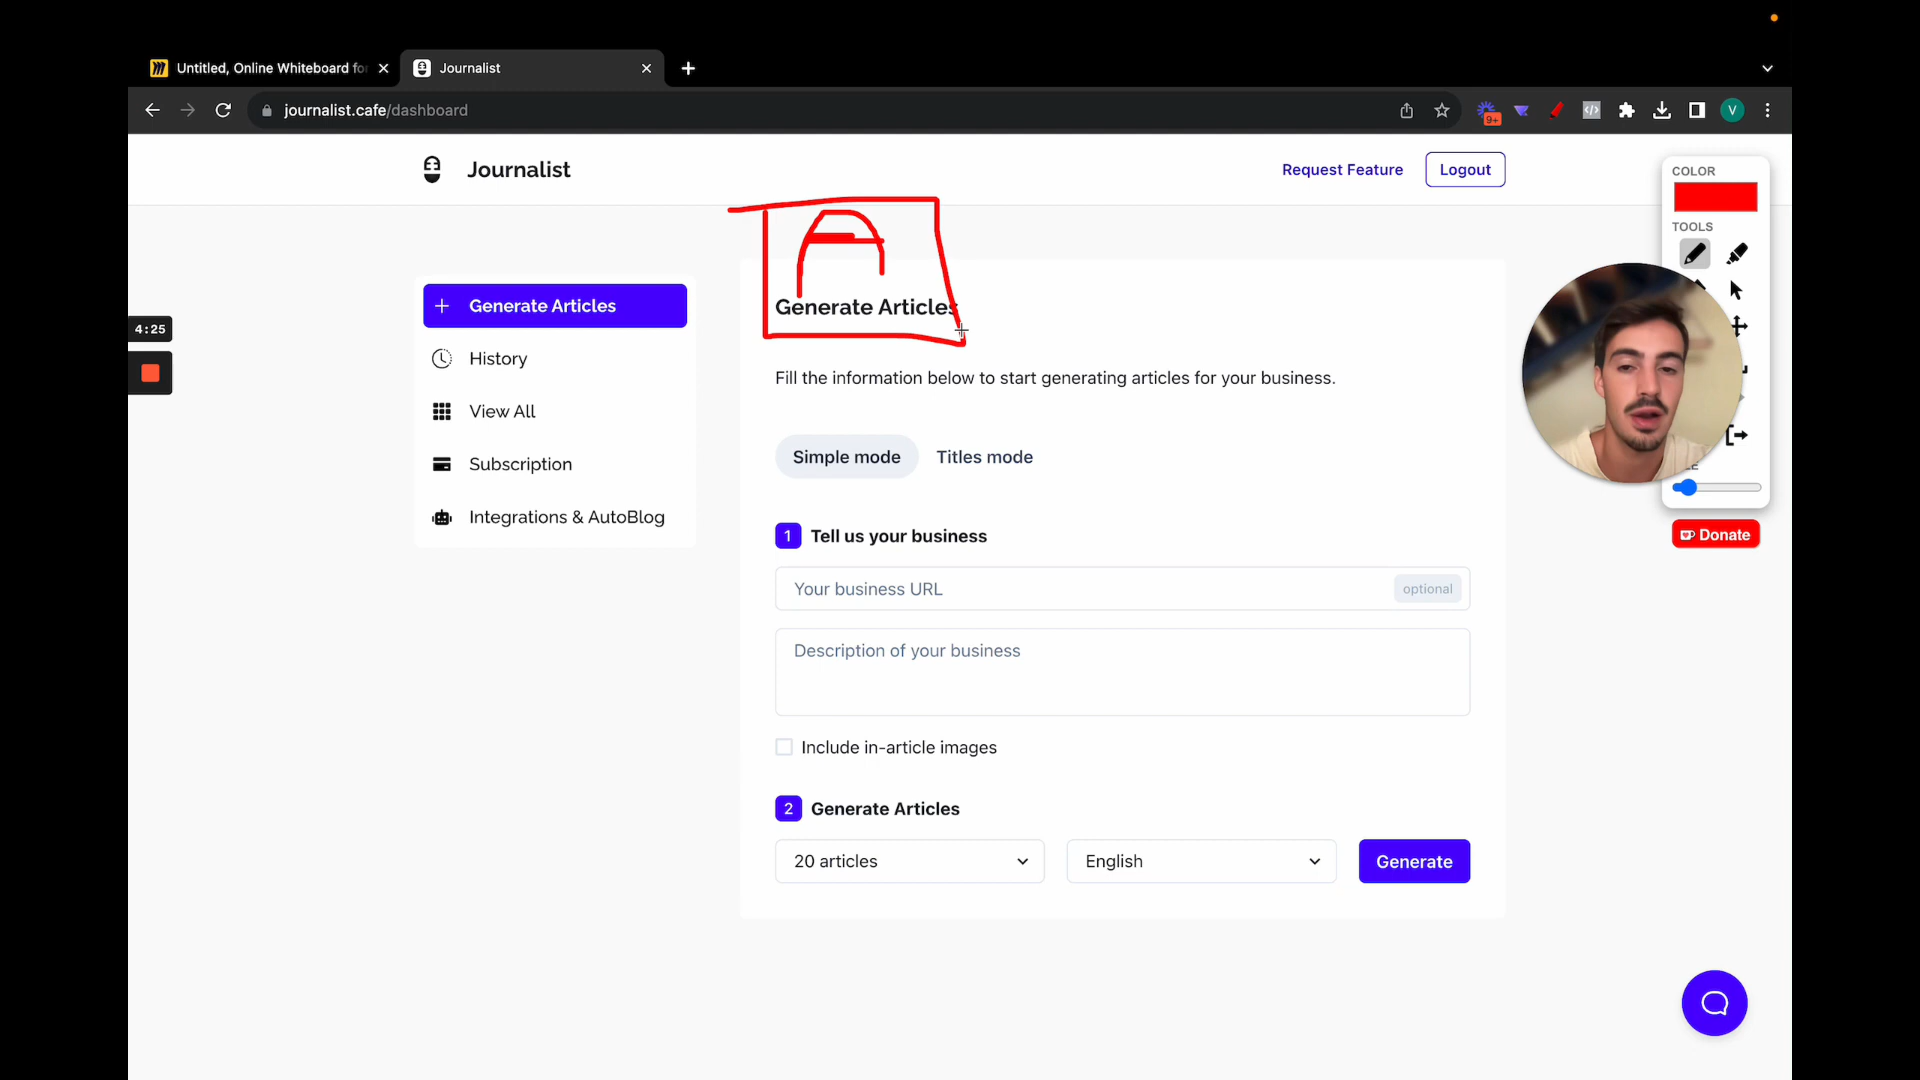 Untitled, Online Whiteboard for
Journalist
journalist.cafe/dashboard
9+
V
Journalist
Request Feature
Logout
COLOR
TOOLS
A
Generate Articles
History
View All
Subscription
Integrations & AutoBlog
4:25
Generate Articles
Fill the information below to start generating articles for your business.
Simple mode
Titles mode
1 Tell us your business
Your business URL
optional
Description of your business
Include in-article images
2 Generate Articles
20 articles
English
Generate
Donate